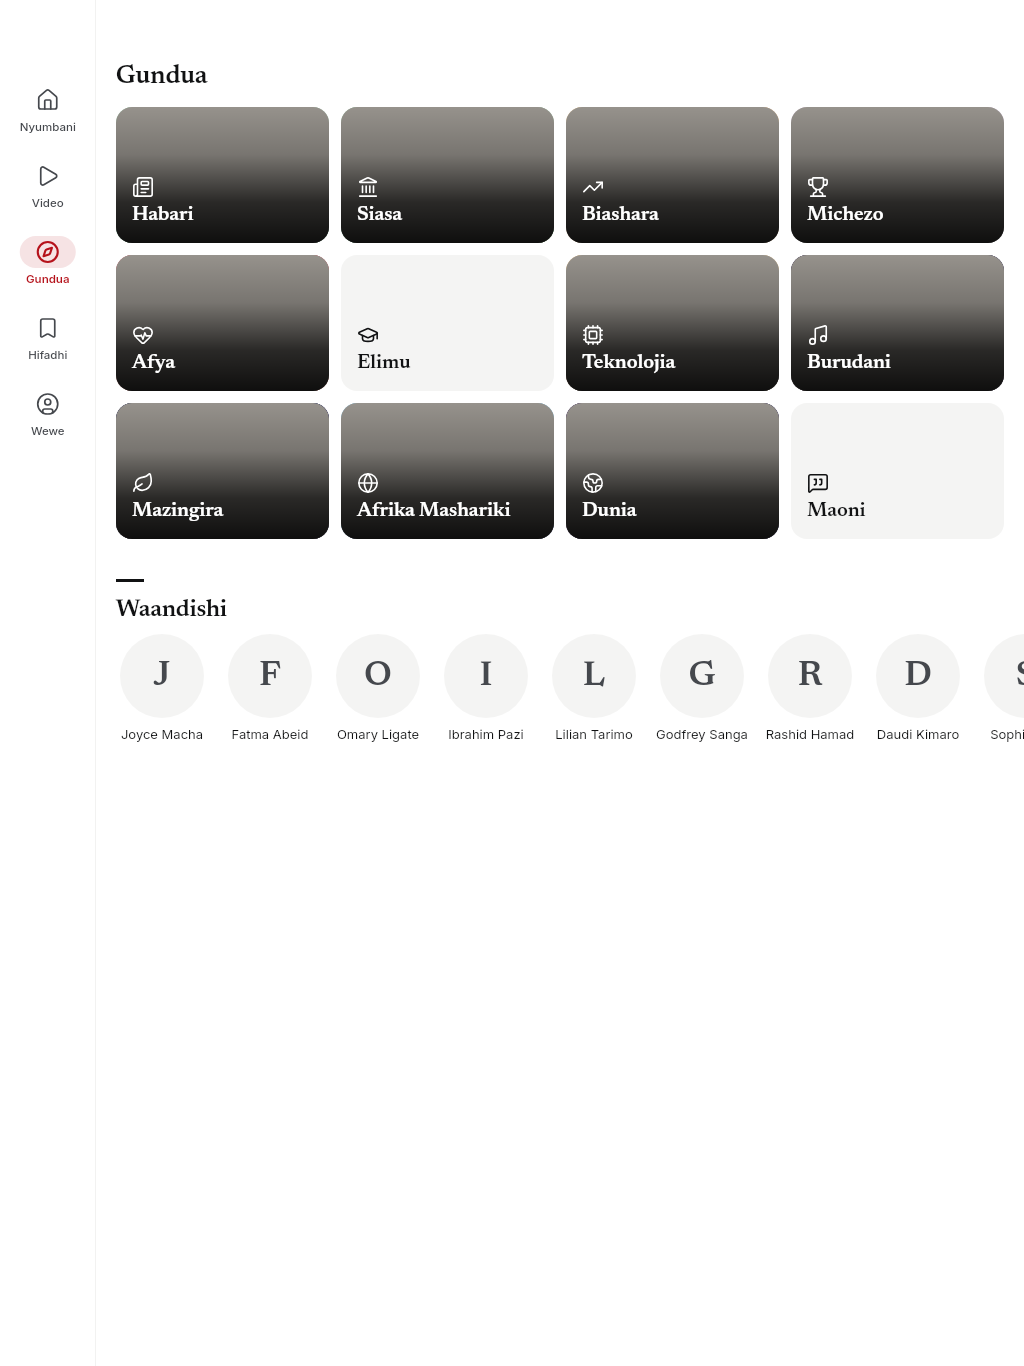 Nyumbani
Video
Gundua
Hifadhi
Wewe
Gundua
Habari
Siasa
Biashara
Michezo
Afya
Elimu
Teknolojia
Burudani
Mazingira
Afrika Mashariki
Dunia
Maoni
Waandishi
J
F
O
I
L
G
R
D
Joyce Macha
Fatma Abeid
Omary Ligate
Ibrahim Pazi
Lilian Tarimo
Godfrey Sanga
Rashid Hamad
Daudi Kimaro